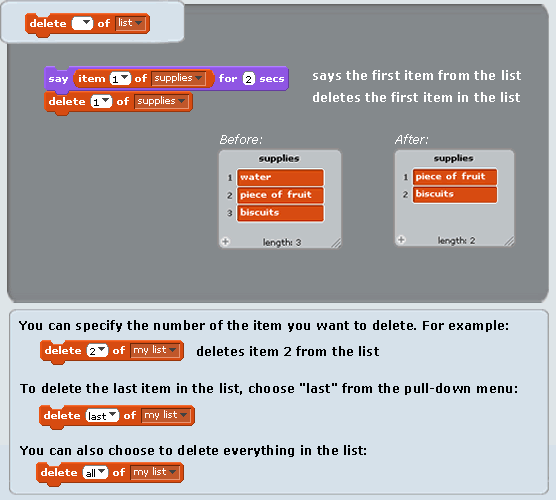 delete of list
say item 1 of supplies for 2 secs
says the first item from the list
delete 1 of supplies
deletes the first item in the list
Before:
supplies
1 water
2 piece of fruit
3 biscuits
+ length: 3
After:
supplies
1 piece of fruit
2 biscuits
+ length: 2
You can specify the number of the item you want to delete. For example:
delete 2 of my list deletes item 2 from the list
To delete the last item in the list, choose "last" from the pull-down menu:
delete last of my list
You can also choose to delete everything in the list:
delete all of my list